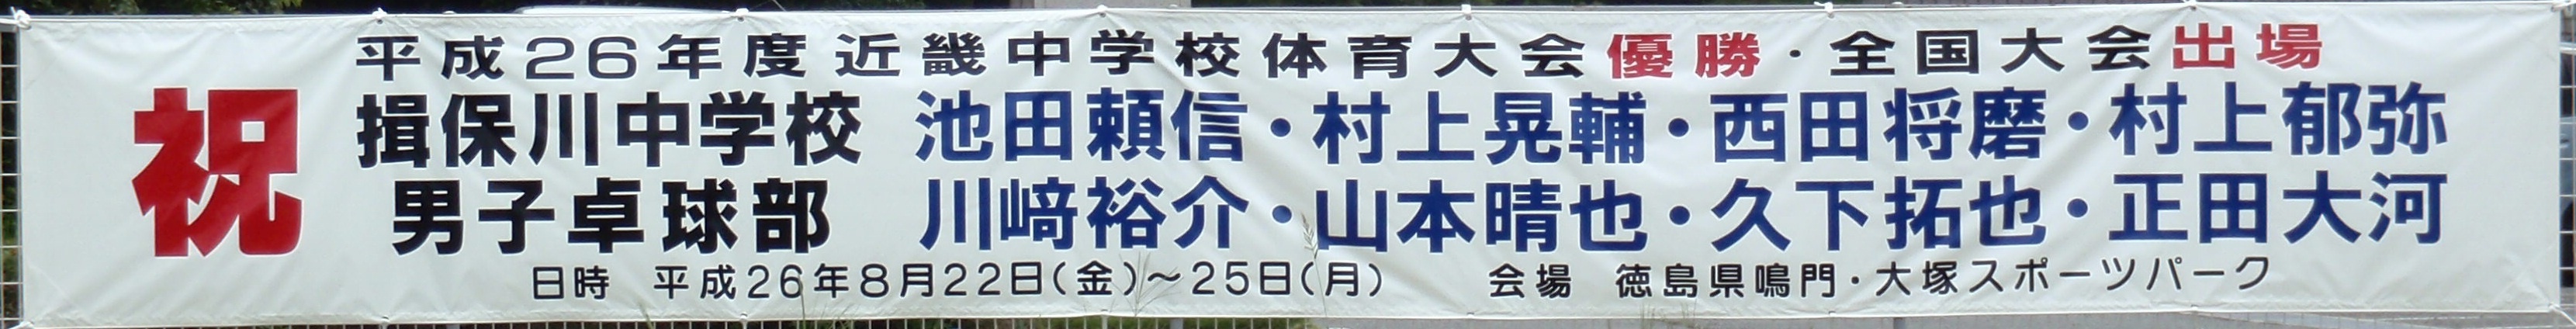 祝
平成26年度近畿中学校体育大会優勝・全国大会出場
揖保川中学校 池田頼信・村上晃輔・西田将磨・村上郁弥
男子卓球部 川﨑裕介・山本晴也・久下拓也・正田大河
日時 平成26年8月22日(金)～25日(月) 会場 徳島県鳴門・大塚スポーツパーク